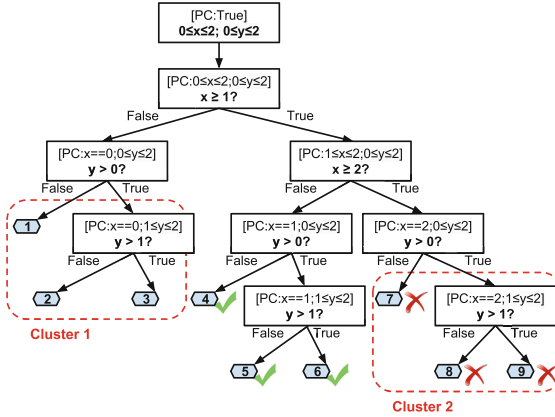 [PC:True]
0≤x≤2; 0≤y≤2
[PC:0≤x≤2;0≤y≤2]
x ≥ 1?
False
True
[PC:x==0;0≤y≤2]
y > 0?
[PC:1≤x≤2;0≤y≤2]
x ≥ 2?
False
True
False
True
1
[PC:x==0;1≤y≤2]
y > 1?
[PC:x==1;0≤y≤2]
y > 0?
[PC:x==2;0≤y≤2]
y > 0?
False
True
False
True
False
True
2
3
4
[PC:x==1;1≤y≤2]
y > 1?
7
[PC:x==2;1≤y≤2]
y > 1?
Cluster 1
False
True
False
True
5
6
8
9
Cluster 2